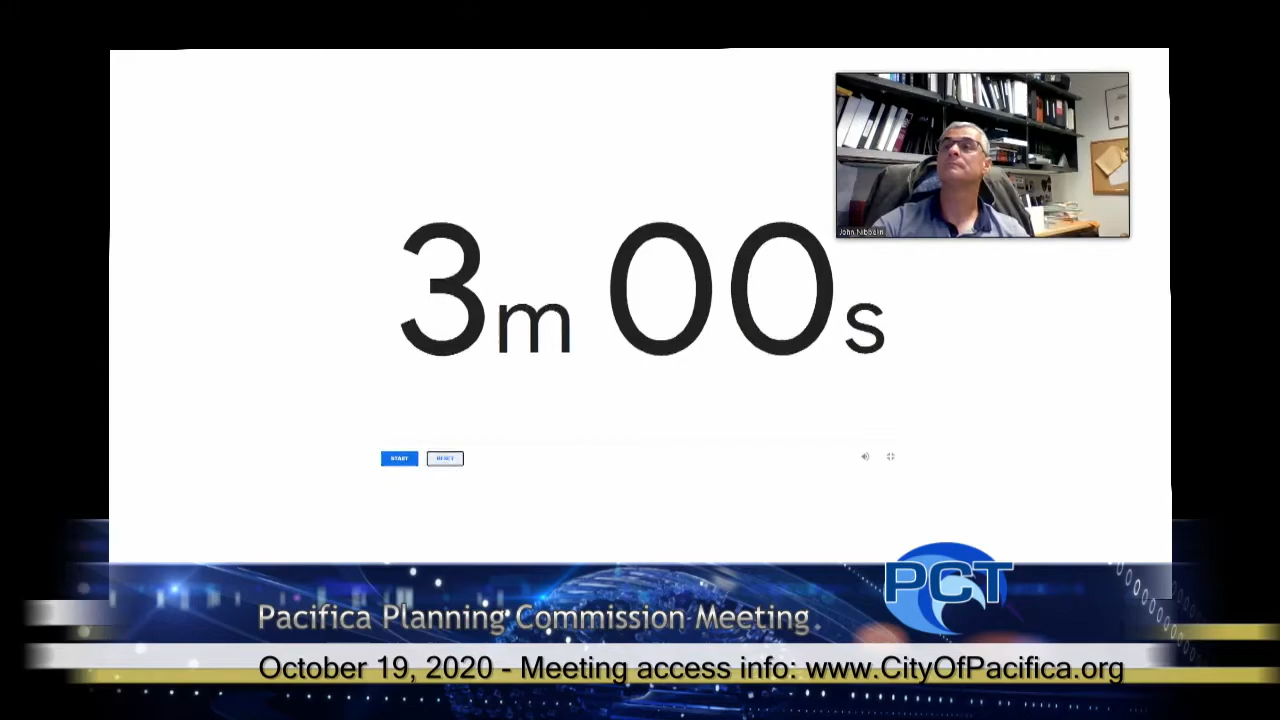 John Nibbelin
3m 00s
START RESET
PCT
Pacifica Planning Commission Meeting
October 19, 2020 - Meeting access info: www.CityOfPacifica.org